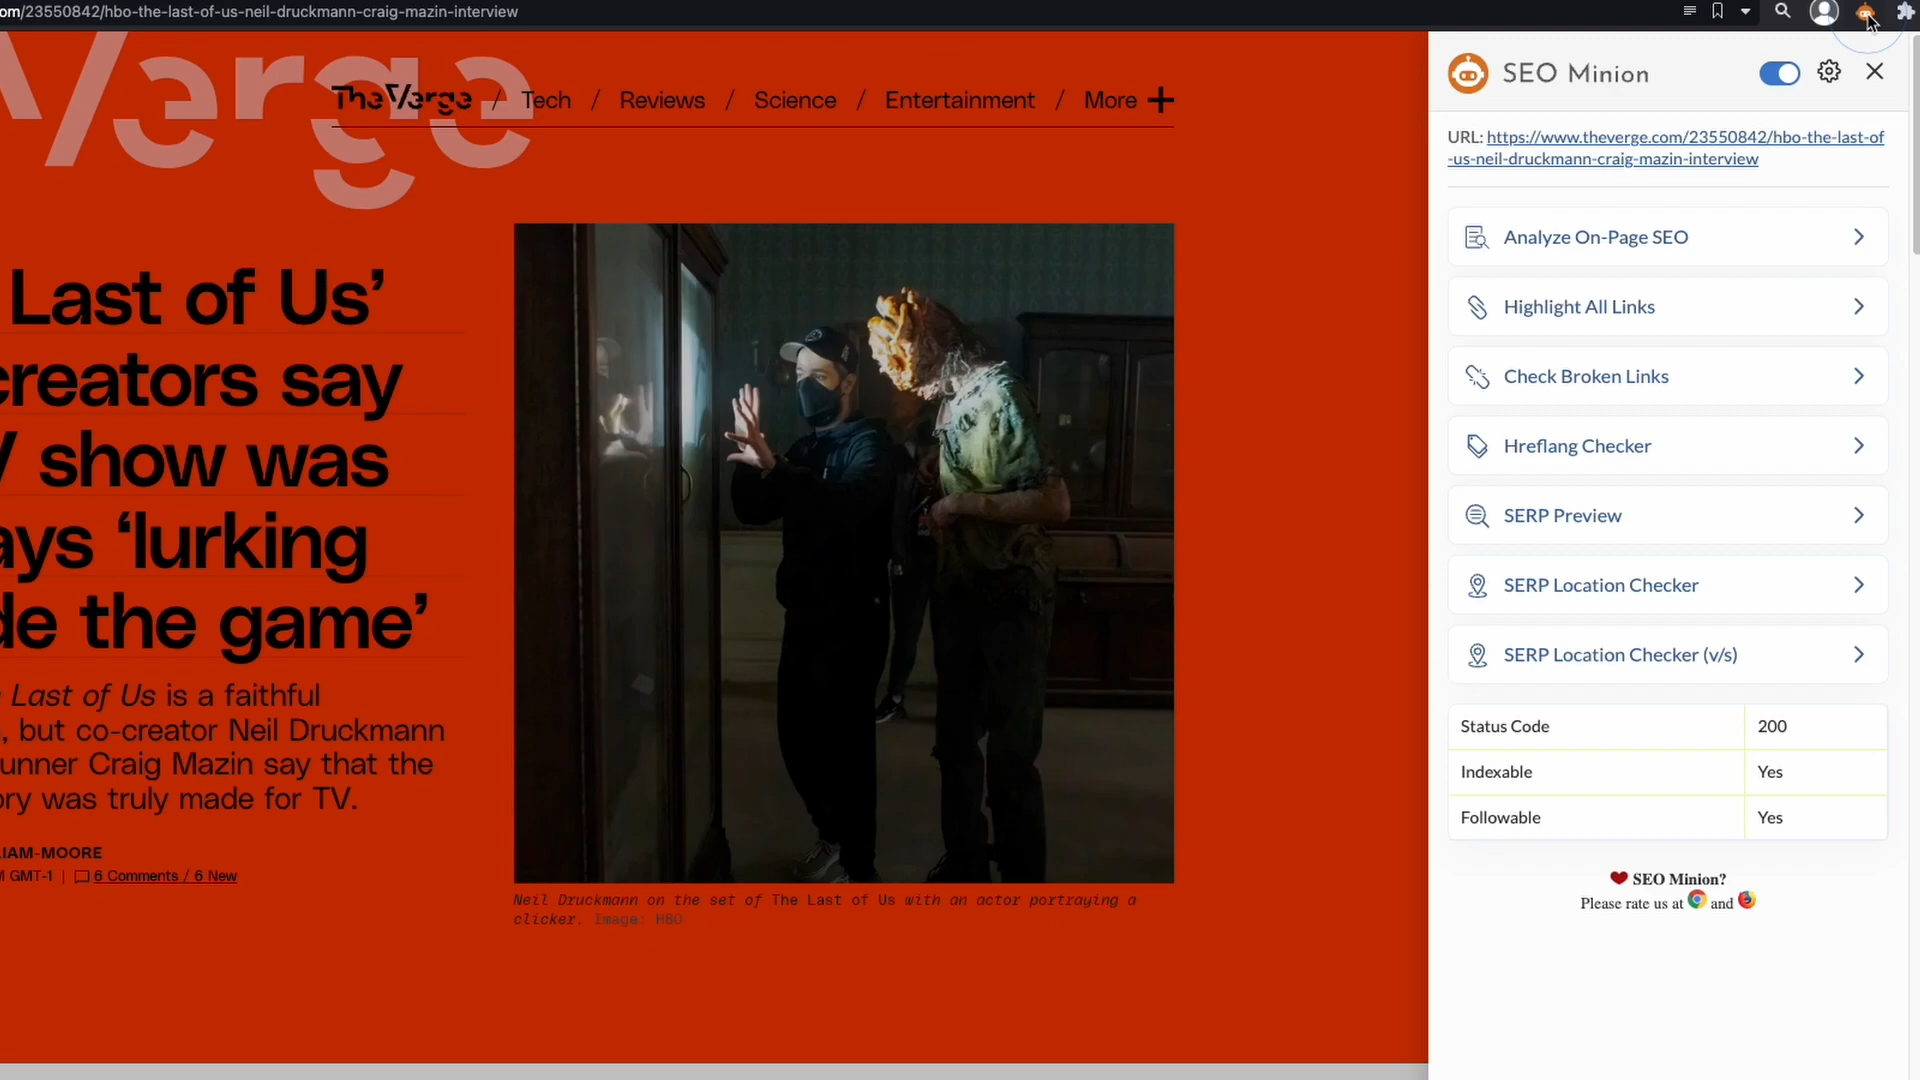 om/23550842/hbo-the-last-of-us-neil-druckmann-craig-mazin-interview
Verge
TheVerge / Tech / Reviews / Science / Entertainment / More
Last of Us’
creators say
show was
ays ‘lurking
de the game’
Last of Us is a faithful
, but co-creator Neil Druckmann
unner Craig Mazin say that the
ory was truly made for TV.
IAM-MOORE
M GMT-1 | 6 Comments / 6 New
Neil Druckmann on the set of The Last of Us with an actor portraying a
clicker. Image: HBO
SEO Minion
URL: https://www.theverge.com/23550842/hbo-the-last-of
-us-neil-druckmann-craig-mazin-interview
Analyze On-Page SEO
Highlight All Links
Check Broken Links
Hreflang Checker
SERP Preview
SERP Location Checker
SERP Location Checker (v/s)
Status Code 200
Indexable Yes
Followable Yes
SEO Minion?
Please rate us at and